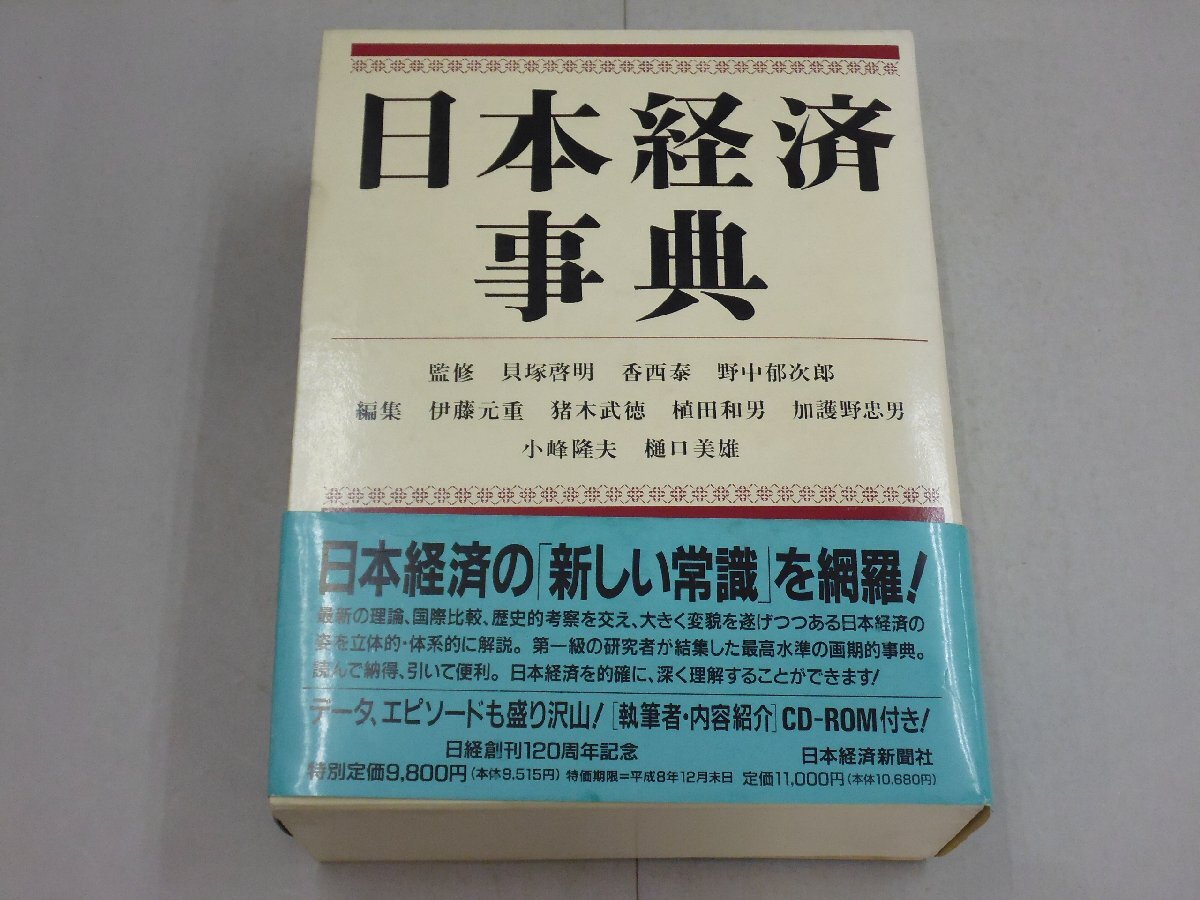 日本経済
事典
監修 貝塚啓明 香西泰 野中郁次郎
編集 伊藤元重 猪木武徳 植田和男 加護野忠男
小峰隆夫 樋口美雄
日本経済の「新しい常識」を網羅!
最新の理論、国際比較、歴史的考察を交え、大きく変貌を遂げつつある日本経済の
姿を立体的・体系的に解説。第一級の研究者が結集した最高水準の画期的事典。
読んで納得、引いて便利。日本経済を的確に、深く理解することができます!
データ、エピソードも盛り沢山![執筆者・内容紹介]CD-ROM付き!
日経創刊120周年記念 日本経済新聞社
特別定価9,800円(本体9,515円) 特価期限=平成8年12月末日 定価11,000円(本体10,680円)